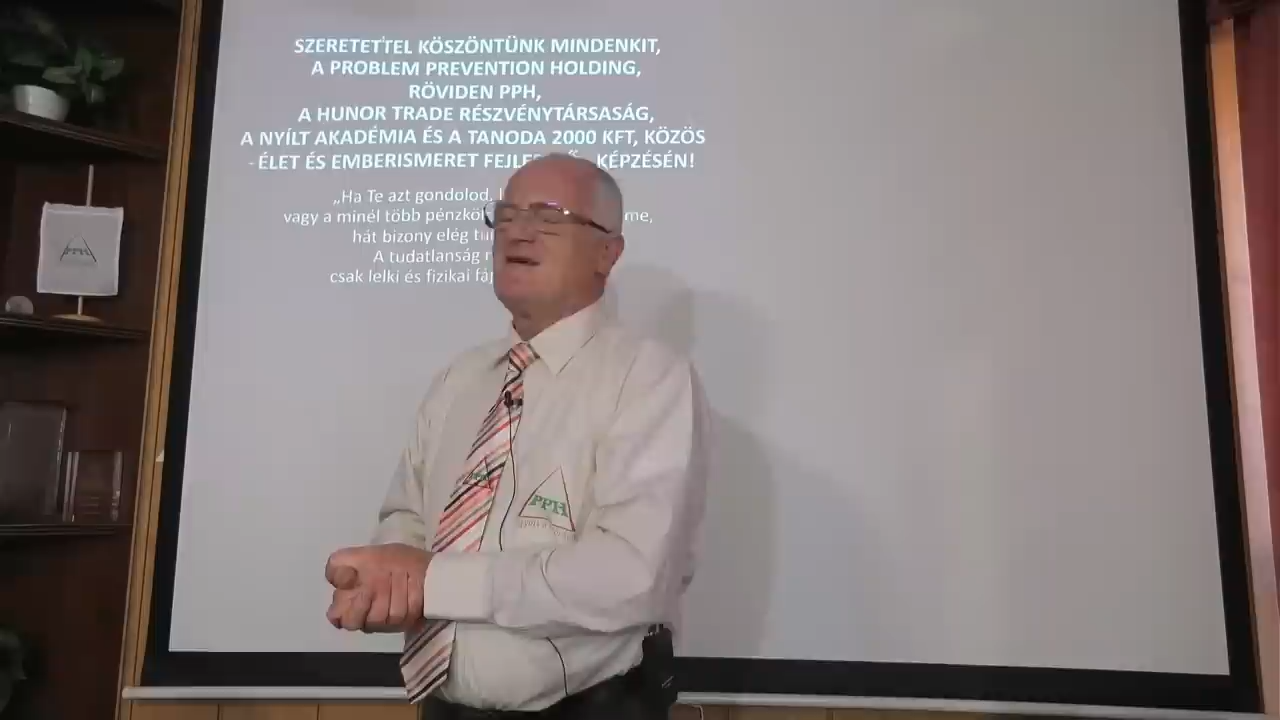 SZERETETTEL KÖSZÖNTÜNK MINDENKIT,
A PROBLEM PREVENTION HOLDING,
RÖVIDEN PPH,
A HUNOR TRADE RÉSZVÉNYTÁRSASÁG,
A NYÍLT AKADÉMIA ÉS A TANODA 2000 KFT, KÖZÖS
- ÉLET ÉS EMBERISMERET KÉPZÉSÉN!
„Ha Te azt gondolod,
vagy a minél több
hát bizony elég
A tudatlanság
csak lelki és fizikai
PPH
PPH
PPH